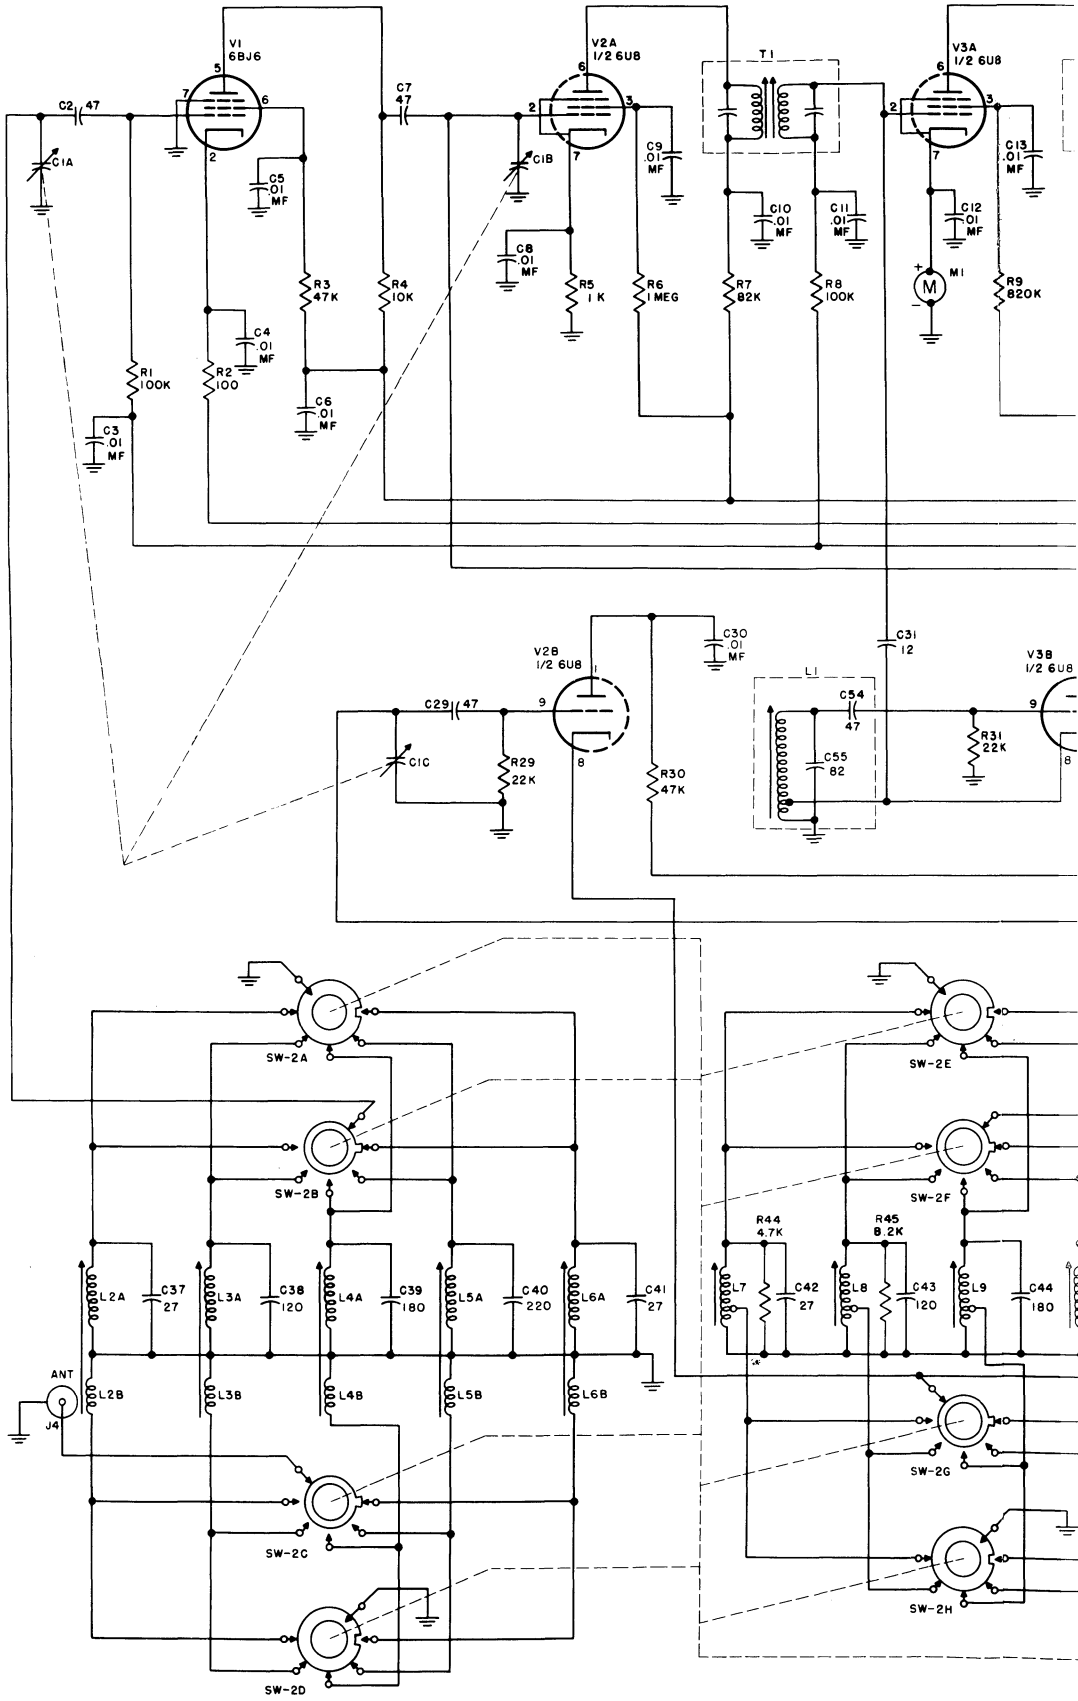 V1
6BJ6
5
7
6
2
C2
47
C1A
C5
.01
MF
R3
47K
R4
10K
C7
47
C4
.01
MF
R1
100K
R2
100
C6
.01
MF
C3
.01
MF
V2A
1/2 6U8
6
2
3
7
C1B
C9
.01
MF
C8
.01
MF
R5
1K
R6
1 MEG
T1
C10
.01
MF
C11
.01
MF
R7
82K
R8
100K
V3A
1/2 6U8
6
2
3
7
C13
.01
MF
C12
.01
MF
+
M
M1
-
R9
820K
V2B
1/2 6U8
1
9
8
C30
.01
MF
C29
47
C1C
R29
22K
R30
47K
L1
C54
47
C55
82
C31
12
V3B
1/2 6U8
9
8
R31
22K
SW-2A
SW-2B
SW-2E
SW-2F
L2A
C37
27
L3A
C38
120
L4A
C39
180
L5A
C40
220
L6A
C41
27
R44
4.7K
R45
8.2K
L7
C42
27
L8
C43
120
L9
C44
180
ANT
J4
L2B
L3B
L4B
L5B
L6B
SW-2C
SW-2D
SW-2G
SW-2H